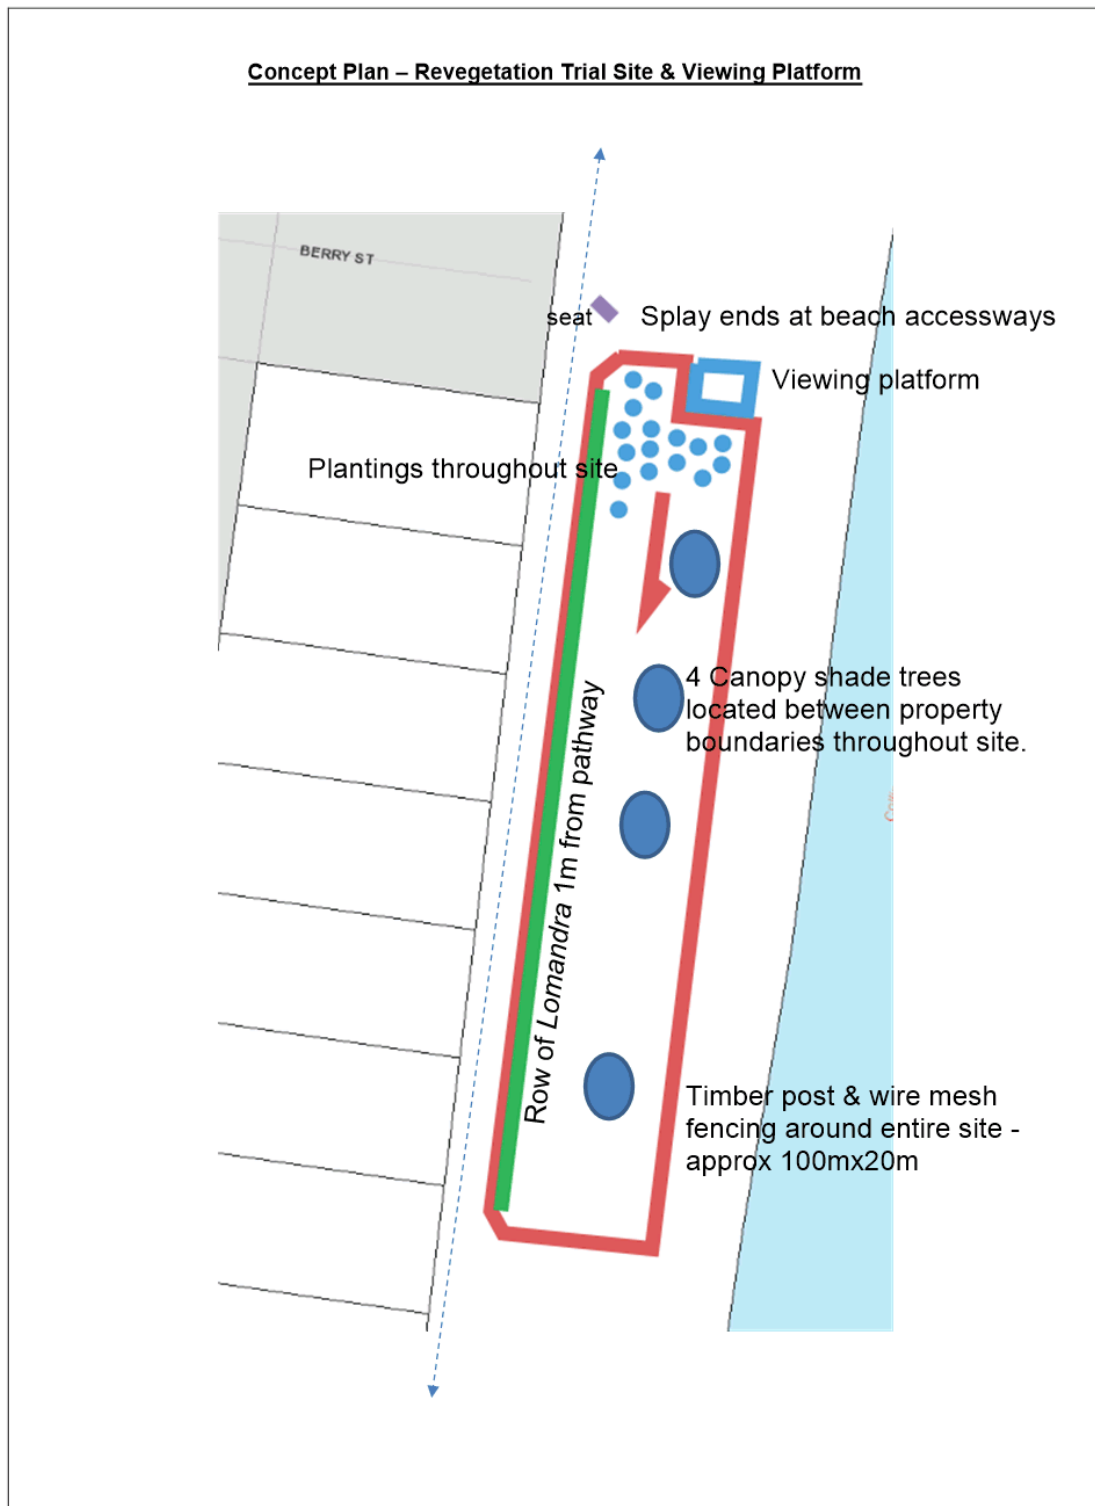 Concept Plan – Revegetation Trial Site & Viewing Platform
BERRY ST
seat
Splay ends at beach accessways
Viewing platform
Plantings throughout site
4 Canopy shade trees
located between property
boundaries throughout site.
Row of Lomandra 1m from pathway
Timber post & wire mesh
fencing around entire site -
approx 100mx20m